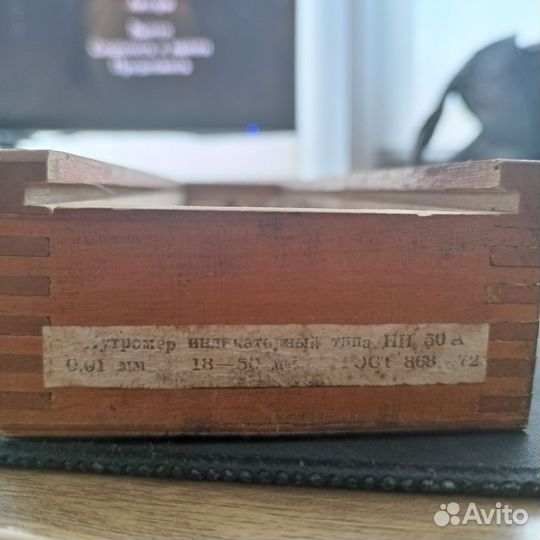 нутромер индикаторный типа НИ 50 А
0,01 мм 18—50 мм ГОСТ 868—72
Avito